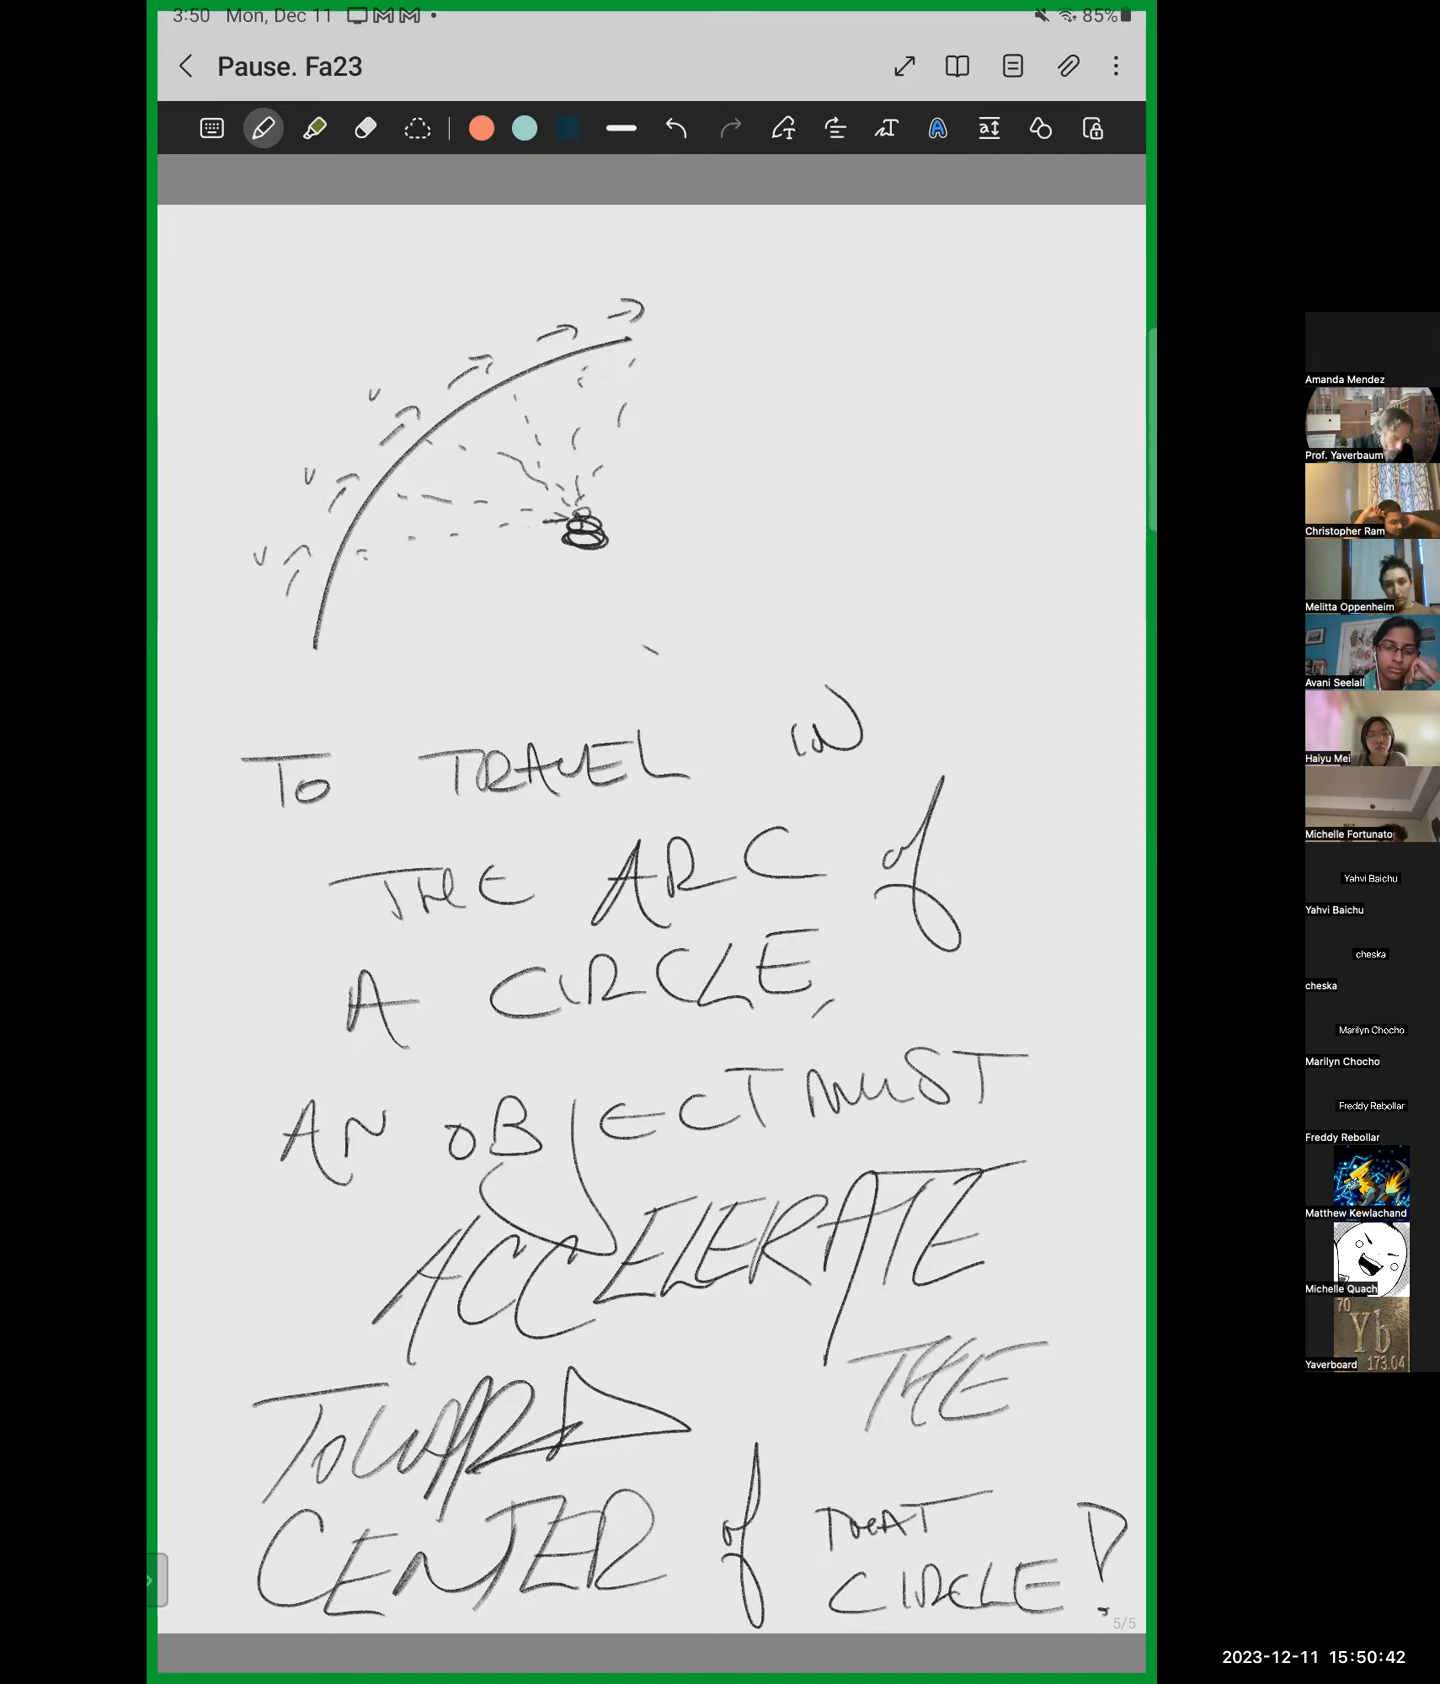 3:50 Mon, Dec 11
85%
Pause. Fa23
v
v
v
TO TRAVEL IN
THE ARC of
A CIRCLE,
AN OBJECT MUST
ACCELERATE
TOWARD THE
CENTER of THAT
CIRCLE!
5/5
Amanda Mendez
Prof. Yaverbaum
Christopher Ram
Melitta Oppenheim
Avani Seelall
Haiyu Mei
Michelle Fortunato
Yahvi Baichu
Yahvi Baichu
cheska
cheska
Marilyn Chocho
Marilyn Chocho
Freddy Rebollar
Freddy Rebollar
Matthew Kewlachand
Michelle Quach
70
Yb
Yaverboard 173.04
2023-12-11 15:50:42